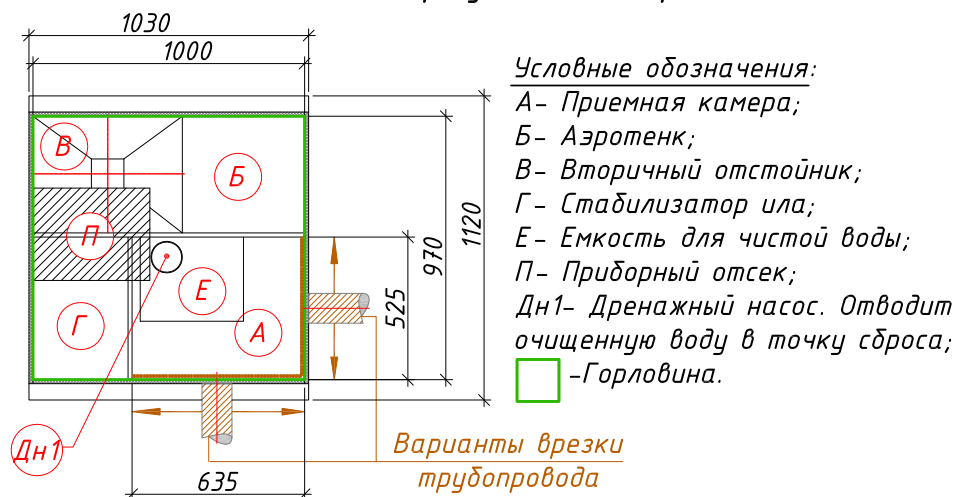 1030
1000
В
Б
П
Е
Г
А
Дн1
525
970
1120
635
Условные обозначения:
А- Приемная камера;
Б- Аэротенк;
В- Вторичный отстойник;
Г- Стабилизатор ила;
Е- Емкость для чистой воды;
П- Приборный отсек;
Дн1- Дренажный насос. Отводит
очищенную воду в точку сброса;
-Горловина.
Варианты врезки
трубопровода